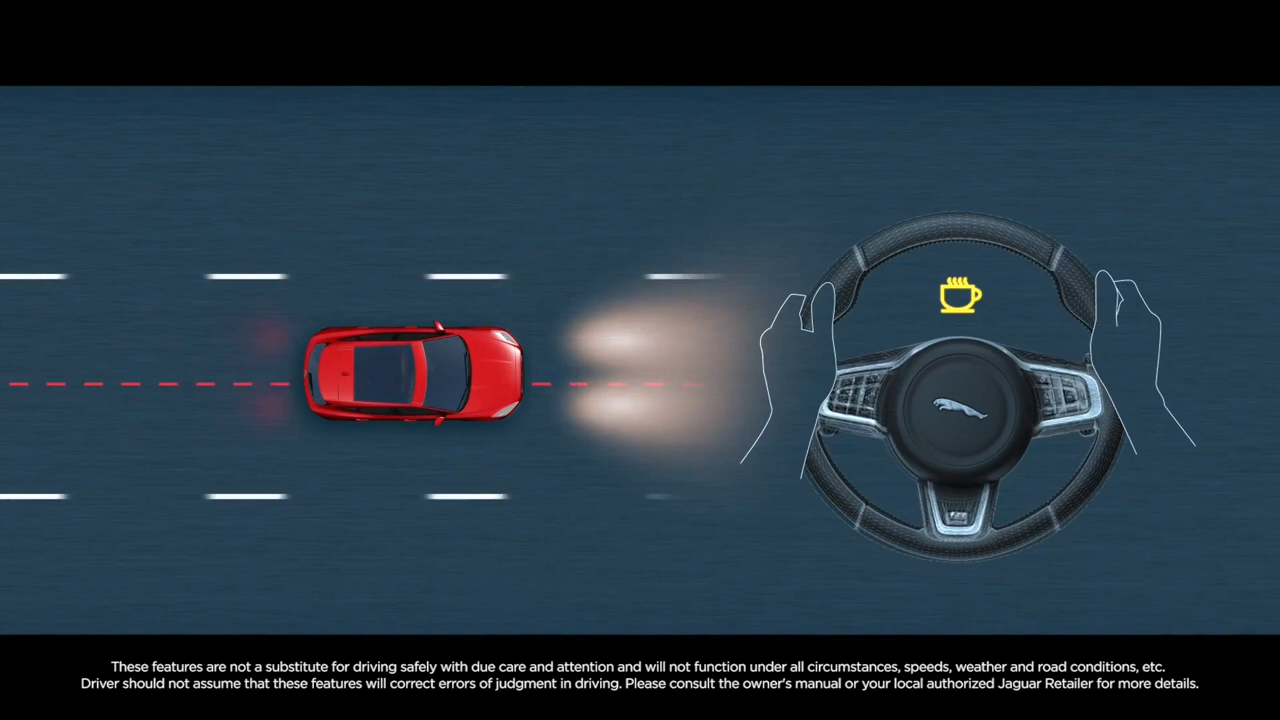 These features are not a substitute for driving safely with due care and attention and will not function under all circumstances, speeds, weather and road conditions, etc.
Driver should not assume that these features will correct errors of judgment in driving. Please consult the owner's manual or your local authorized Jaguar Retailer for more details.